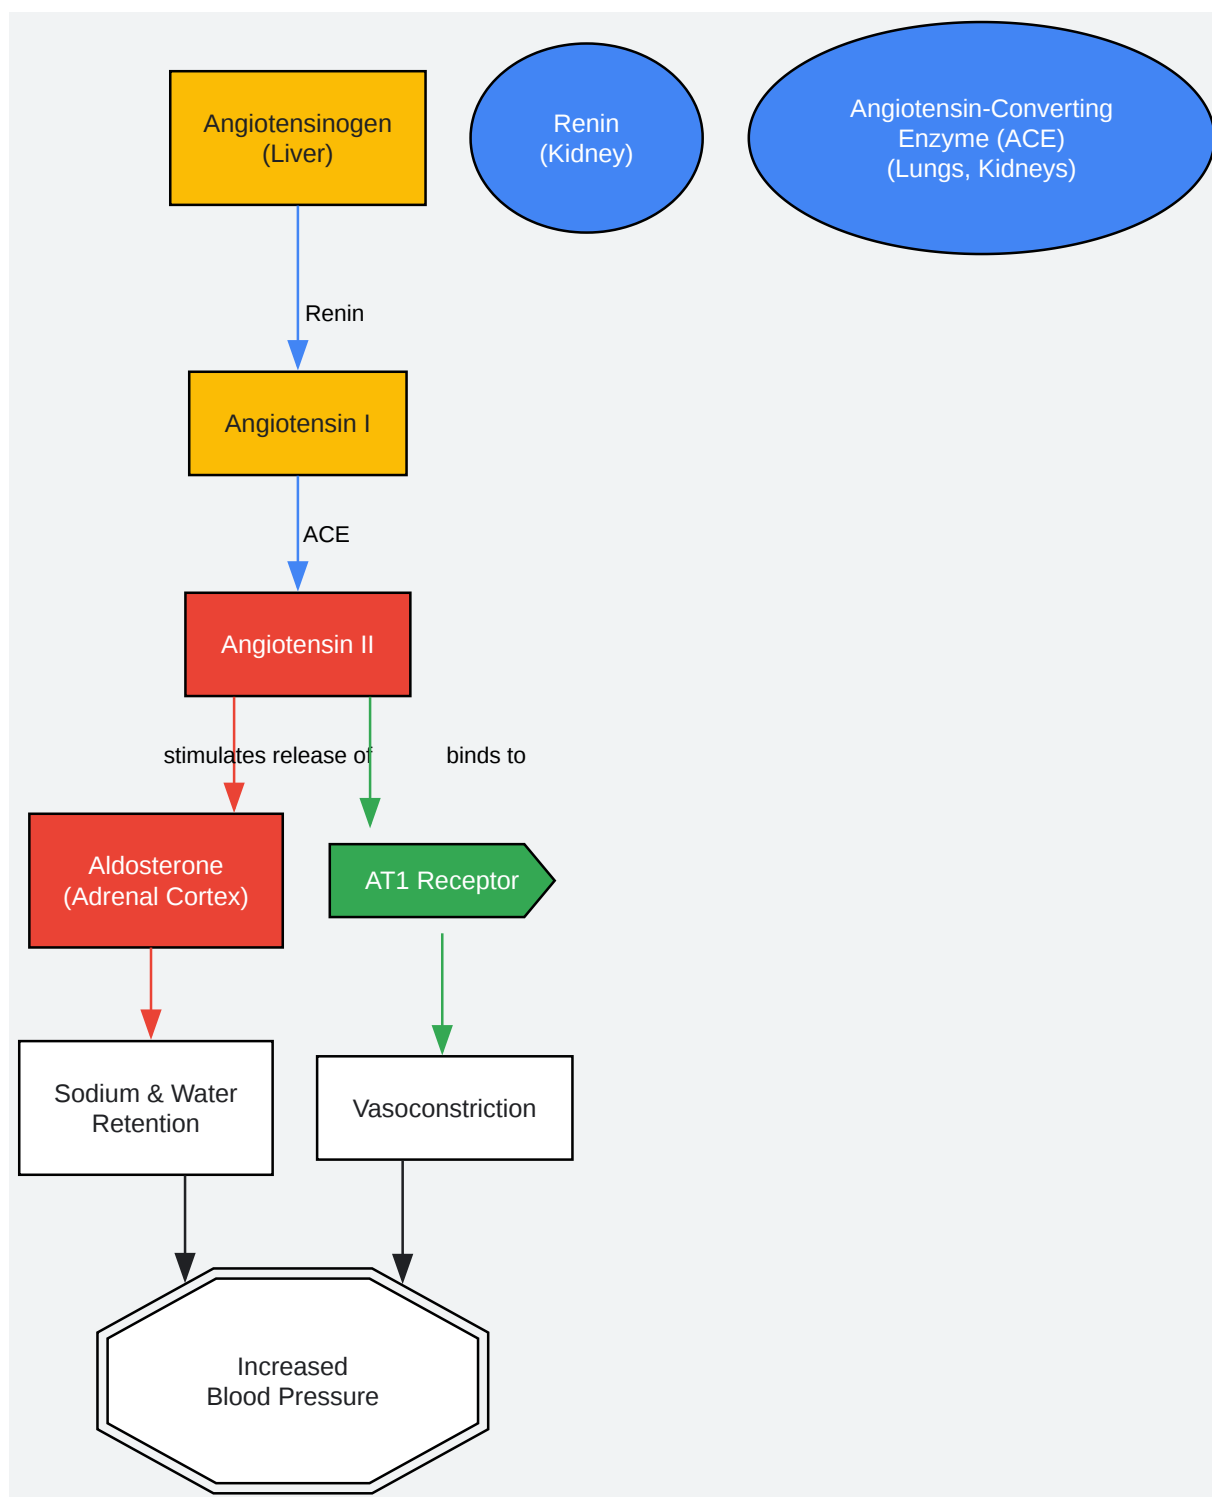 Angiotensinogen
(Liver)
Renin
(Kidney)
Angiotensin-Converting
Enzyme (ACE)
(Lungs, Kidneys)
Renin
Angiotensin I
ACE
Angiotensin II
stimulates release of
binds to
Aldosterone
(Adrenal Cortex)
AT1 Receptor
Sodium & Water
Retention
Vasoconstriction
Increased
Blood Pressure